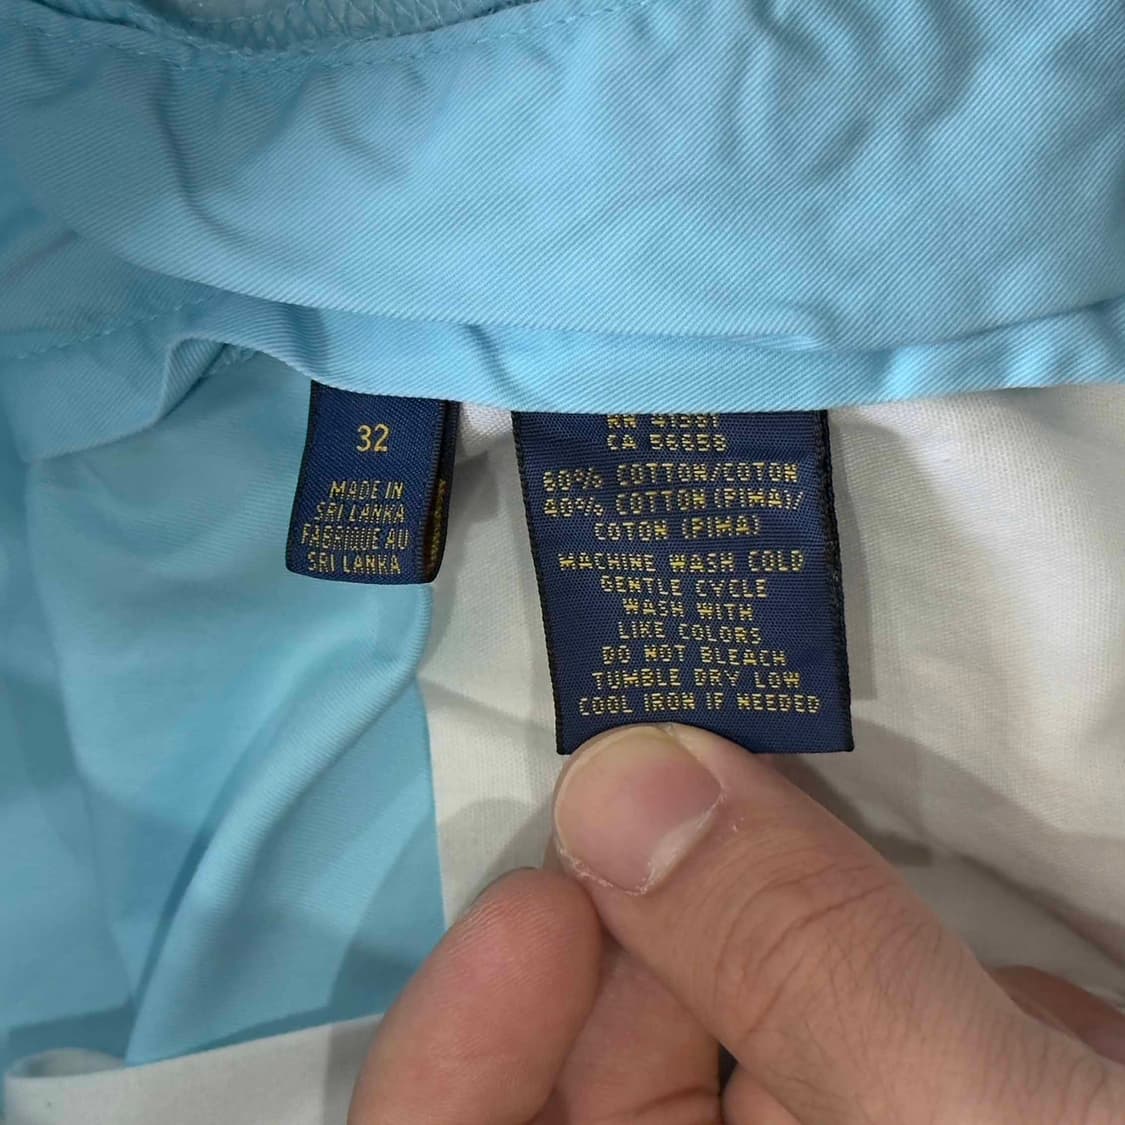 32
MADE IN
SRI LANKA
FABRIQUE AU
SRI LANKA
RN 41381
CA 56658
60% COTTON/COTON
40% COTTON (PIMA)/
COTON (PIMA)
MACHINE WASH COLD
GENTLE CYCLE
WASH WITH
LIKE COLORS
DO NOT BLEACH
TUMBLE DRY LOW
COOL IRON IF NEEDED